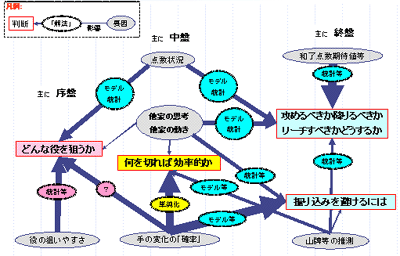 凡例:
判断
「解法」
影響
要因
主に 中盤
主に 終盤
点数状況
和了点数期待値等
モデル
統計
統計等
主に 序盤
他家の思考
他家の動き
モデル
統計
攻めるべきか降りるべきか
リーチすべきかどうするか
どんな役を狙うか
何を切れば効率的か
統計等
統計等
モデル等
統計等
?
単純化
モデル等
振り込みを避けるには
役の狙いやすさ
手の変化の「確率」
山牌等の推測